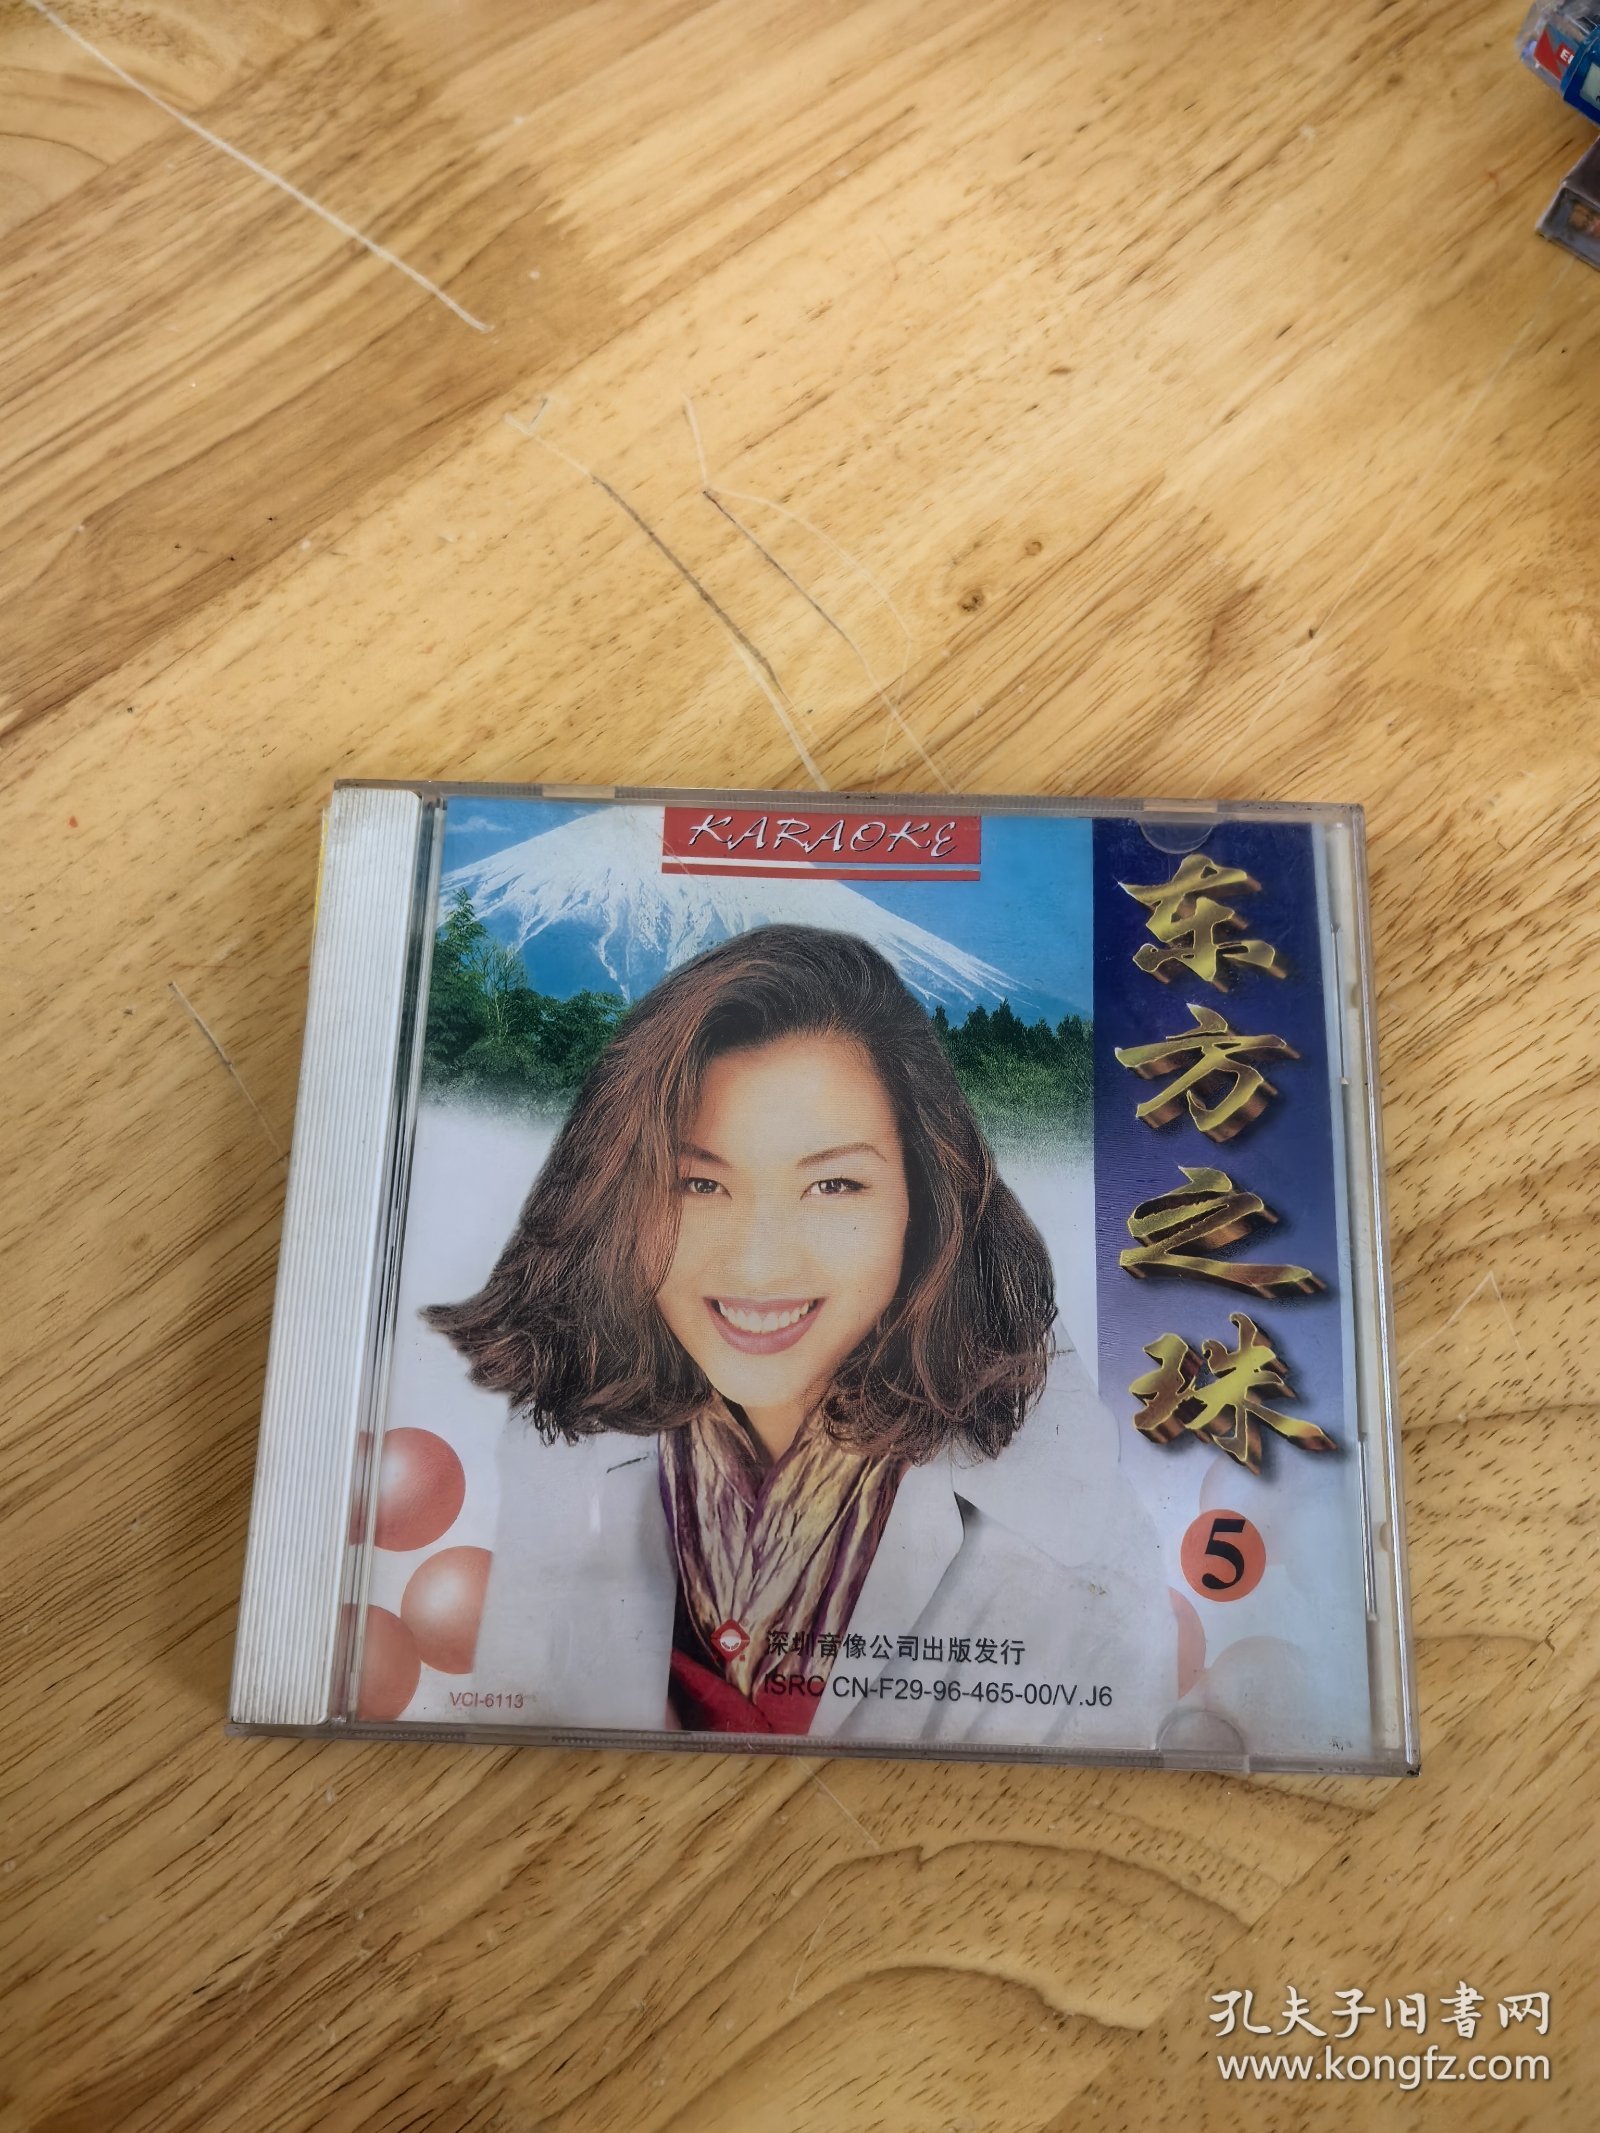 KARAOKE
东方之珠
5
深圳音像公司出版发行
ISRC CN-F29-96-465-00/V.J6
VCI-6113
孔夫子旧书网
www.kongfz.com